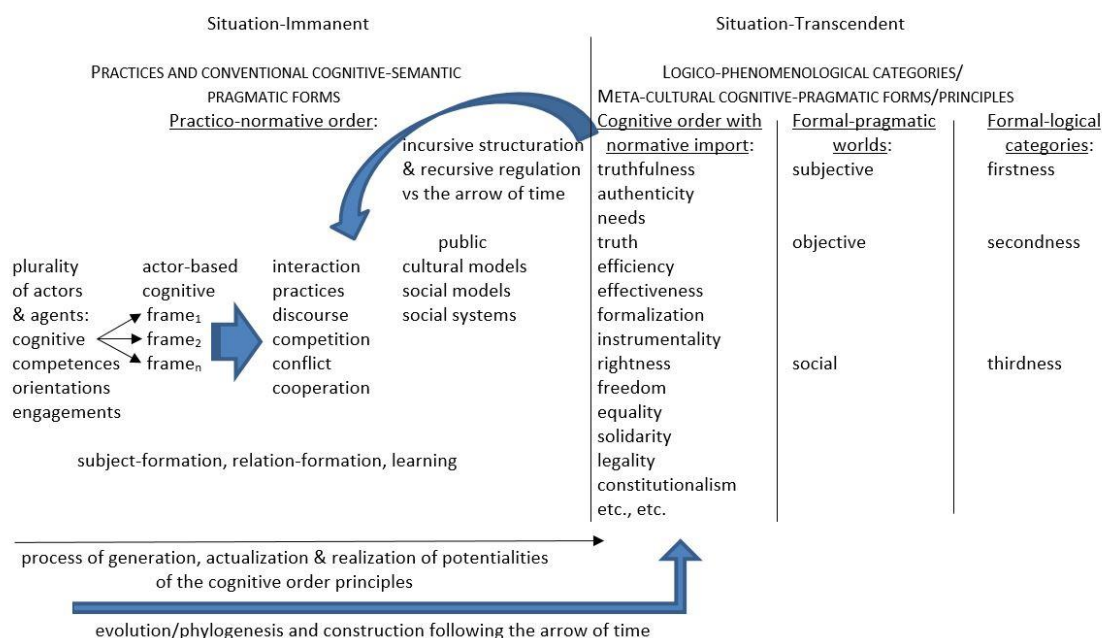 Situation-Immanent
Situation-Transcendent
PRACTICES AND CONVENTIONAL COGNITIVE-SEMANTIC
PRAGMATIC FORMS
LOGICO-PHENOMENOLOGICAL CATEGORIES/
META-CULTURAL COGNITIVE-PRAGMATIC FORMS/PRINCIPLES
Practico-normative order:
incursive structuration
& recursive regulation
vs the arrow of time
plurality
of actors
& agents:
cognitive
competences
orientations
engagements
actor-based
cognitive
frame₁
frame₂
frameₙ
interaction
practices
discourse
competition
conflict
cooperation
public
cultural models
social models
social systems
subject-formation, relation-formation, learning
Cognitive order with
normative import:
truthfulness
authenticity
needs
truth
efficiency
effectiveness
formalization
instrumentality
rightness
freedom
equality
solidarity
legality
constitutionalism
etc., etc.
Formal-pragmatic
worlds:
subjective
objective
social
Formal-logical
categories:
firstness
secondness
thirdness
process of generation, actualization & realization of potentialities
of the cognitive order principles
evolution/phylogenesis and construction following the arrow of time